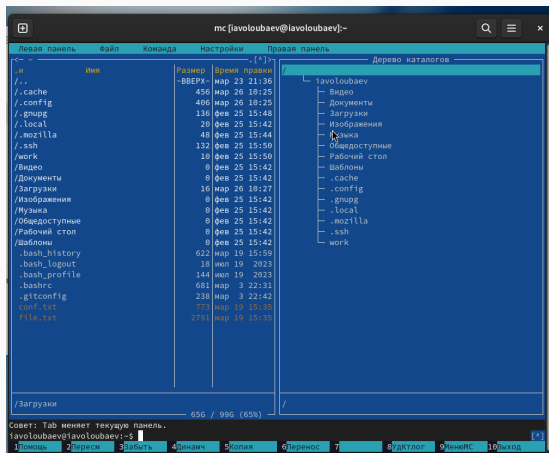 mc [iavoloubaev@iavoloubaev]:~
Левая панель Файл Команда Настройки Правая панель
.[^]>
Дерево каталогов
.и Имя Размер Время правки
/.. -ВВЕРХ- мар 23 21:36
/.cache 456 мар 26 10:25
/.config 406 мар 26 10:25
/.gnupg 136 фев 25 15:48
/.local 20 фев 25 15:42
/.mozilla 48 фев 25 15:44
/.ssh 132 фев 25 15:50
/work 10 фев 25 15:50
/Видео 0 фев 25 15:42
/Документы 0 фев 25 15:42
/Загрузки 16 мар 26 10:27
/Изображения 0 фев 25 15:42
/Музыка 0 фев 25 15:42
/Общедоступные 0 фев 25 15:42
/Рабочий стол 0 фев 25 15:42
/Шаблоны 0 фев 25 15:42
.bash_history 622 мар 19 15:59
.bash_logout 18 июл 19 2023
.bash_profile 144 июл 19 2023
.bashrc 681 мар 3 22:31
.gitconfig 238 мар 3 22:42
conf.txt 773 мар 19 15:35
file.txt 2791 мар 19 15:35
/Загрузки
65G / 99G (65%)
/
iavoloubaev
Видео
Документы
Загрузки
Изображения
Музыка
Общедоступные
Рабочий стол
Шаблоны
.cache
.config
.gnupg
.local
.mozilla
.ssh
work
/
Совет: Tab меняет текущую панель.
iavoloubaev@iavoloubaev:~$ [^]
1Помощь 2Пересм 3Забыть 4Динамч 5Копия 6Перенос 7 8УдКтлог 9МенюMC 10Выход